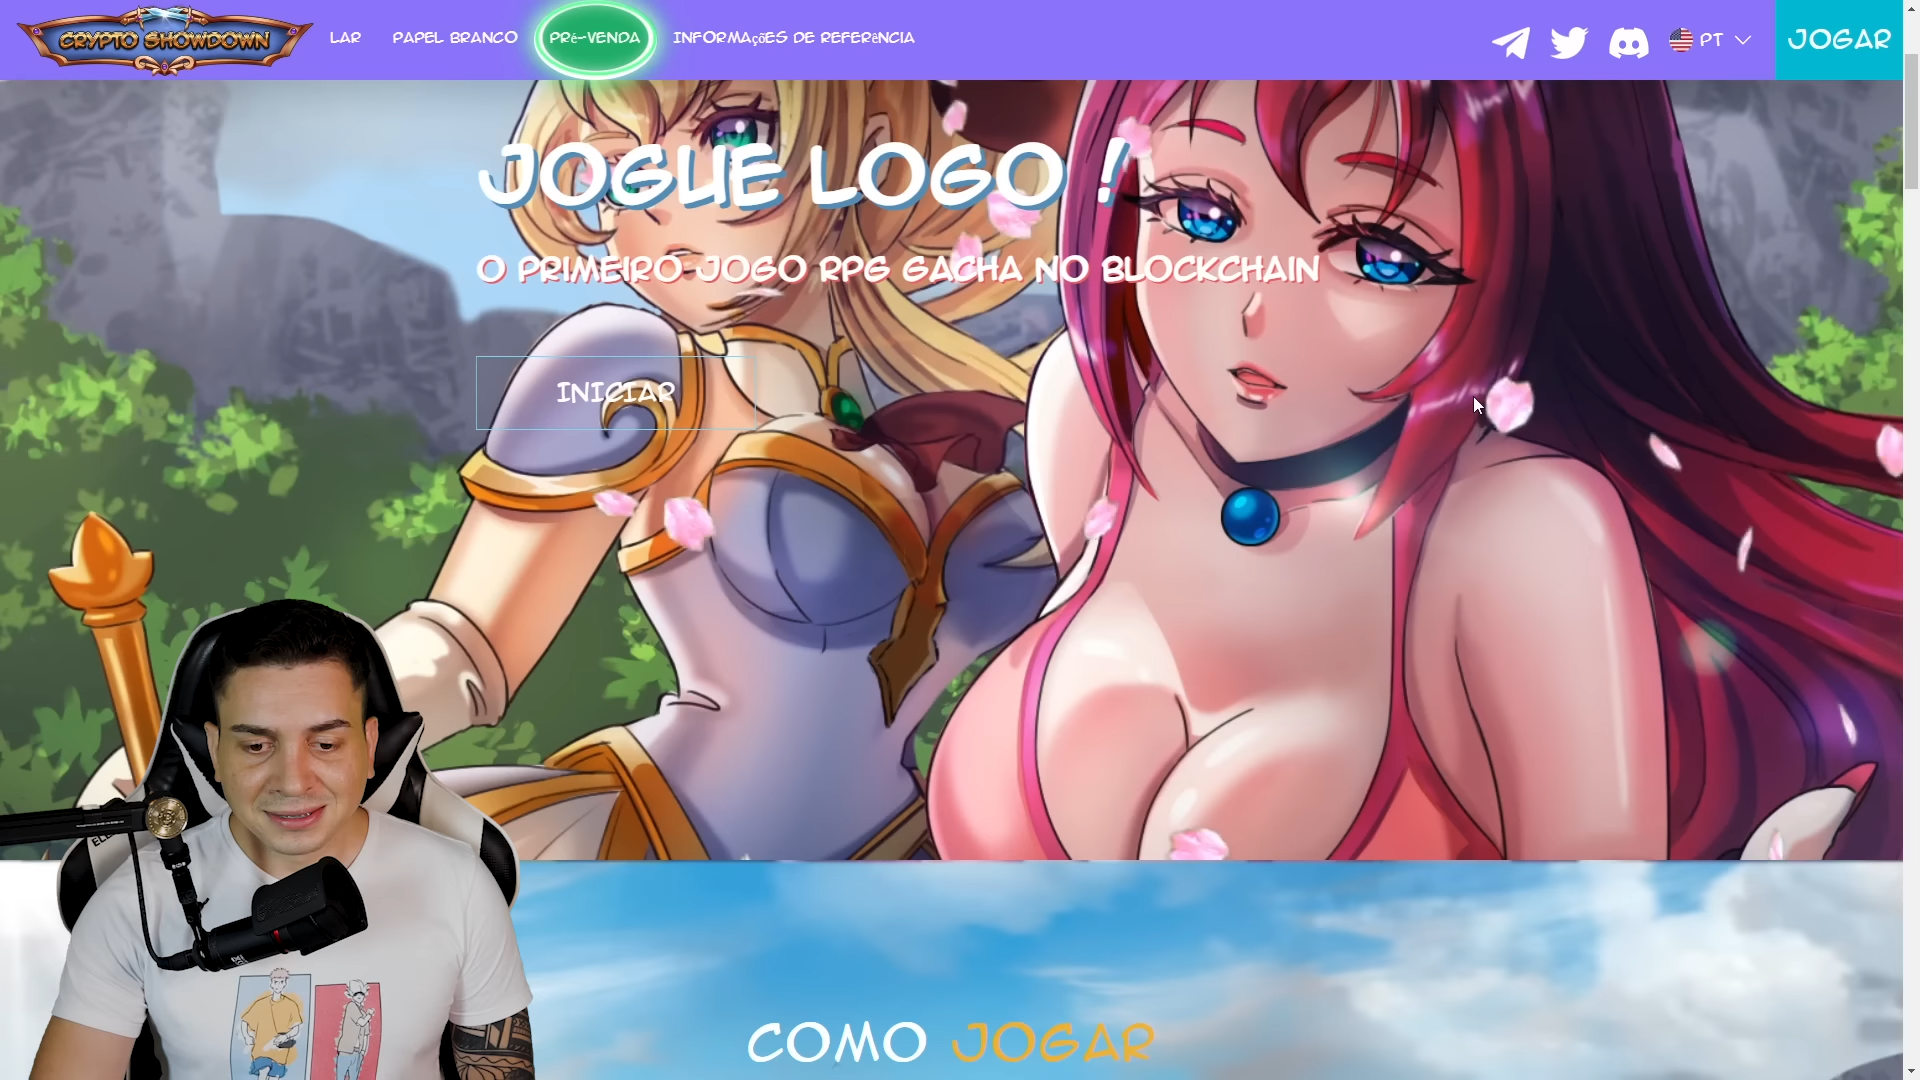 CRYPTO SHOWDOWN
LAR
PAPEL BRANCO
PRé-VENDA
INFORMAçõES DE REFERêNCIA
PT
JOGAR
JOGUE LOGO !
O PRIMEIRO JOGO RPG GACHA NO BLOCKCHAIN
INICIAR
COMO JOGAR